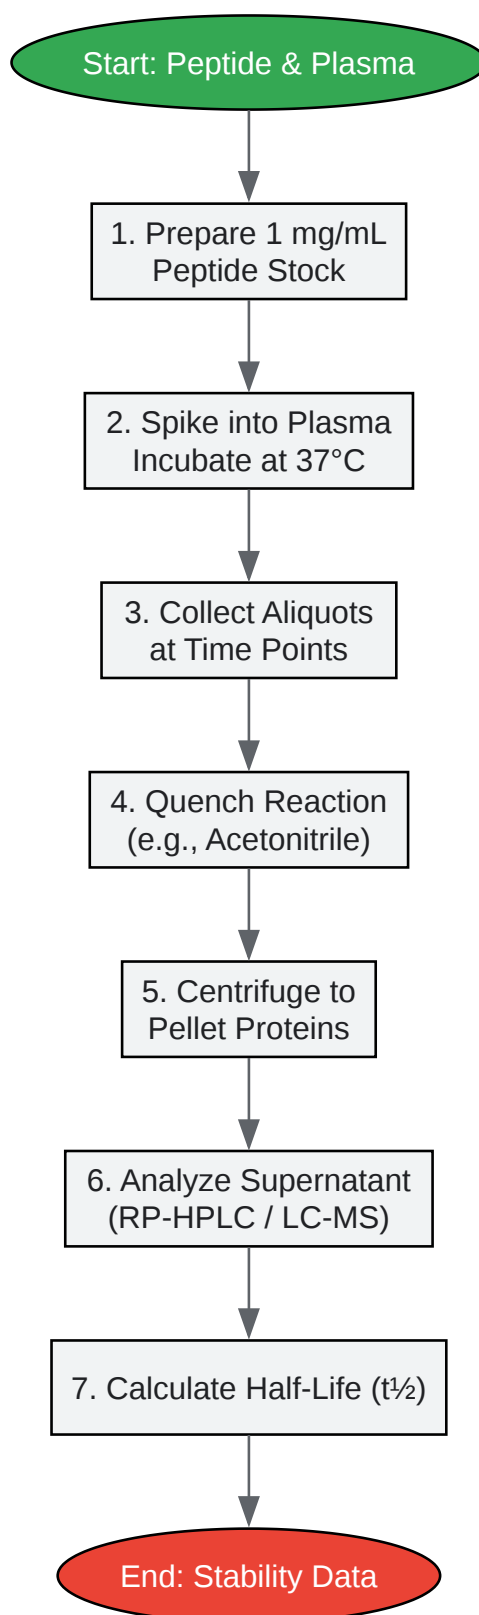 Start: Peptide & Plasma
1. Prepare 1 mg/mL
Peptide Stock
2. Spike into Plasma
Incubate at 37°C
3. Collect Aliquots
at Time Points
4. Quench Reaction
(e.g., Acetonitrile)
5. Centrifuge to
Pellet Proteins
6. Analyze Supernatant
(RP-HPLC / LC-MS)
7. Calculate Half-Life (t½)
End: Stability Data